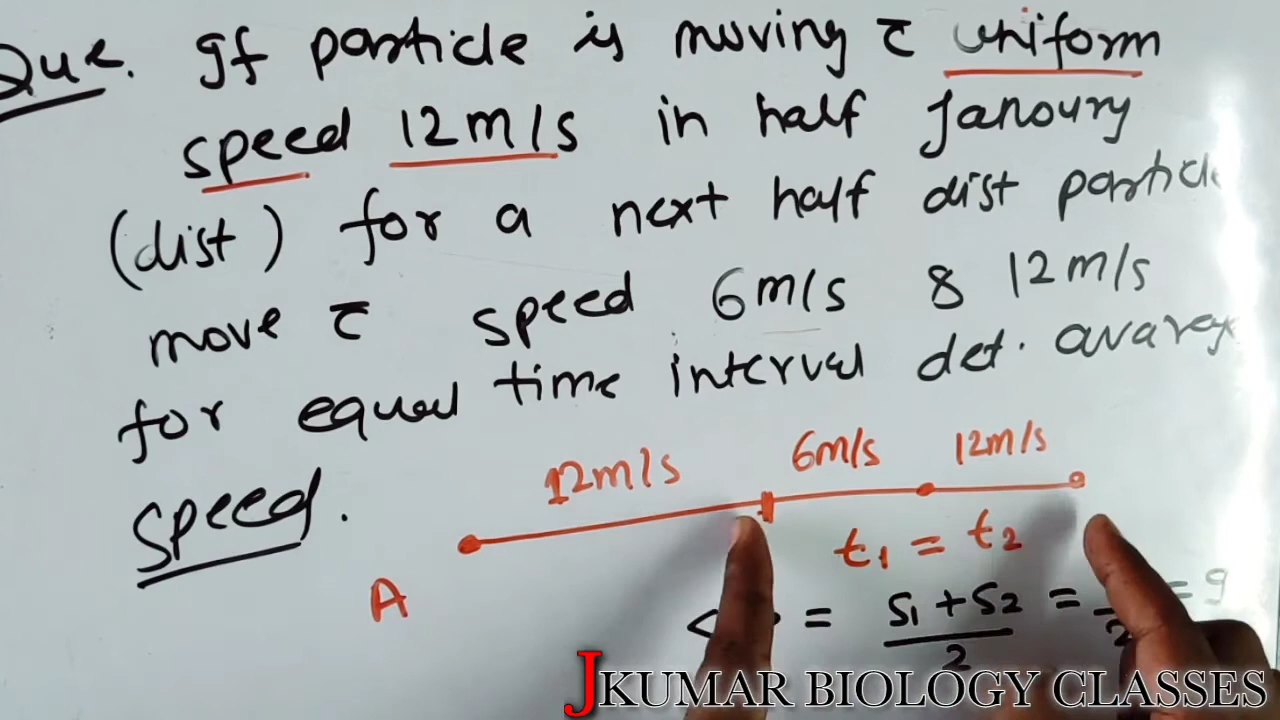 Que. If particle is moving c̄ uniform
speed 12m/s in half Janoury
(dist) for a next half dist particle
move c̄ speed 6m/s & 12m/s
for equal time interval det. avarage
speed.
12m/s 6m/s 12m/s
t₁ = t₂
A
= S₁ + S₂ = = 9
2 2
JKUMAR BIOLOGY CLASSES